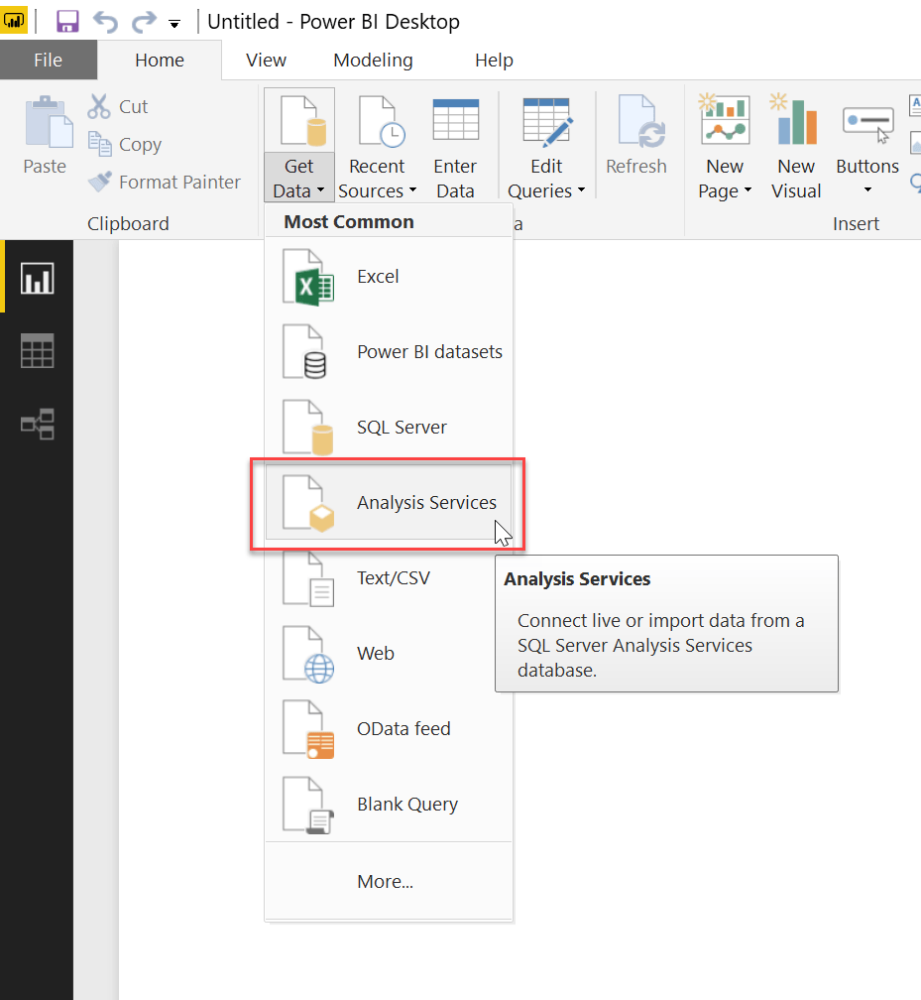 Untitled - Power BI Desktop
File Home View Modeling Help
Paste
Cut
Copy
Format Painter
Clipboard
Get
Data
Recent
Sources
Enter
Data
Edit
Queries
Refresh
New
Page
New
Visual
Buttons
Insert
a
A
Most Common
Excel
Power BI datasets
SQL Server
Analysis Services
Text/CSV
Web
OData feed
Blank Query
More...
Analysis Services
Connect live or import data from a
SQL Server Analysis Services
database.